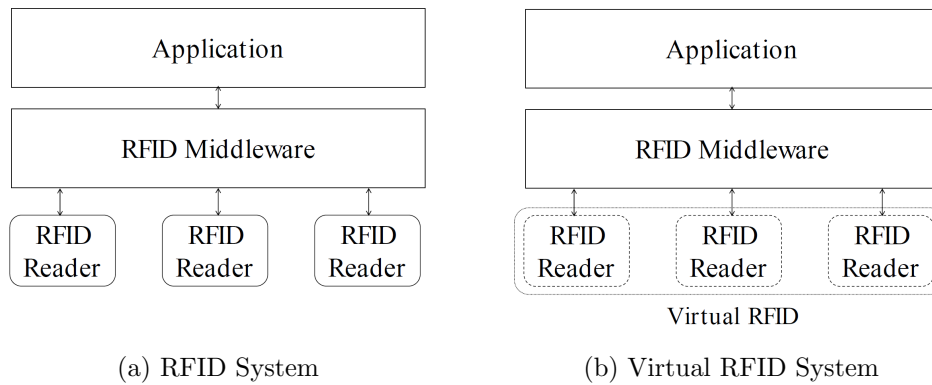 Application
RFID Middleware
RFID
Reader
RFID
Reader
RFID
Reader
(a) RFID System
Application
RFID Middleware
RFID
Reader
RFID
Reader
RFID
Reader
Virtual RFID
(b) Virtual RFID System